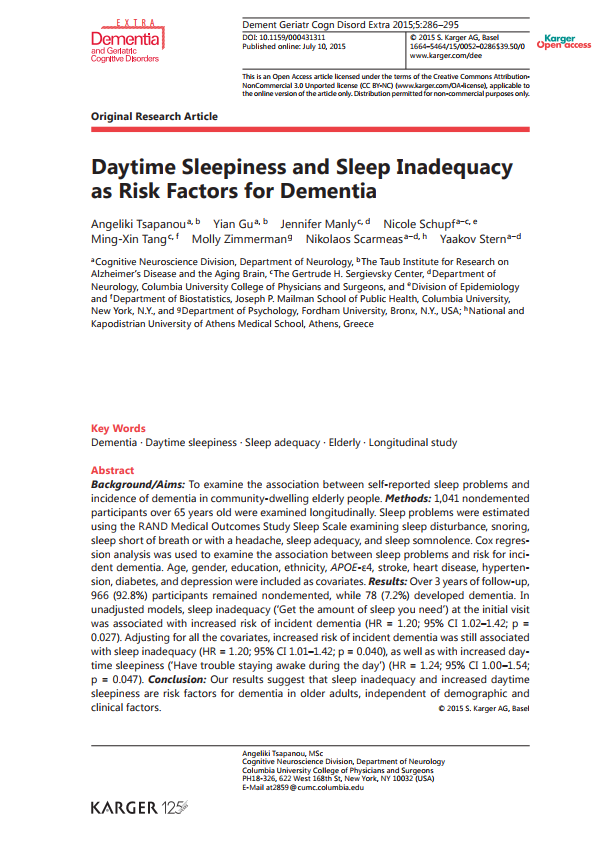 EXTRA
Dementia
and Geriatric
Cognitive Disorders
Dement Geriatr Cogn Disord Extra 2015;5:286–295
DOI: 10.1159/000431311
Published online: July 10, 2015
© 2015 S. Karger AG, Basel
1664–5464/15/0052–0286$39.50/0
www.karger.com/dee
Karger
Open access
This is an Open Access article licensed under the terms of the Creative Commons Attribution-
NonCommercial 3.0 Unported license (CC BY-NC) (www.karger.com/OA-license), applicable to
the online version of the article only. Distribution permitted for non-commercial purposes only.
Original Research Article
Daytime Sleepiness and Sleep Inadequacy
as Risk Factors for Dementia
Angeliki Tsapanou a, b Yian Gu a, b Jennifer Manly c, d Nicole Schupf a–c, e
Ming-Xin Tang c, f Molly Zimmerman g Nikolaos Scarmeas a–d, h Yaakov Stern a–d
a Cognitive Neuroscience Division, Department of Neurology, b The Taub Institute for Research on
Alzheimer's Disease and the Aging Brain, c The Gertrude H. Sergievsky Center, d Department of
Neurology, Columbia University College of Physicians and Surgeons, and e Division of Epidemiology
and f Department of Biostatistics, Joseph P. Mailman School of Public Health, Columbia University,
New York, N.Y., and g Department of Psychology, Fordham University, Bronx, N.Y., USA; h National and
Kapodistrian University of Athens Medical School, Athens, Greece
Key Words
Dementia · Daytime sleepiness · Sleep adequacy · Elderly · Longitudinal study
Abstract
Background/Aims: To examine the association between self-reported sleep problems and
incidence of dementia in community-dwelling elderly people. Methods: 1,041 nondemented
participants over 65 years old were examined longitudinally. Sleep problems were estimated
using the RAND Medical Outcomes Study Sleep Scale examining sleep disturbance, snoring,
sleep short of breath or with a headache, sleep adequacy, and sleep somnolence. Cox regres-
sion analysis was used to examine the association between sleep problems and risk for inci-
dent dementia. Age, gender, education, ethnicity, APOE-ε4, stroke, heart disease, hyperten-
sion, diabetes, and depression were included as covariates. Results: Over 3 years of follow-up,
966 (92.8%) participants remained nondemented, while 78 (7.2%) developed dementia. In
unadjusted models, sleep inadequacy ('Get the amount of sleep you need') at the initial visit
was associated with increased risk of incident dementia (HR = 1.20; 95% CI 1.02–1.42; p =
0.027). Adjusting for all the covariates, increased risk of incident dementia was still associated
with sleep inadequacy (HR = 1.20; 95% CI 1.01–1.42; p = 0.040), as well as with increased day-
time sleepiness ('Have trouble staying awake during the day') (HR = 1.24; 95% CI 1.00–1.54;
p = 0.047). Conclusion: Our results suggest that sleep inadequacy and increased daytime
sleepiness are risk factors for dementia in older adults, independent of demographic and
clinical factors.
© 2015 S. Karger AG, Basel
Angeliki Tsapanou, MSc
Cognitive Neuroscience Division, Department of Neurology
Columbia University College of Physicians and Surgeons
PH18-326, 622 West 168th St, New York, NY 10032 (USA)
E-Mail at2859@cumc.columbia.edu
KARGER 125